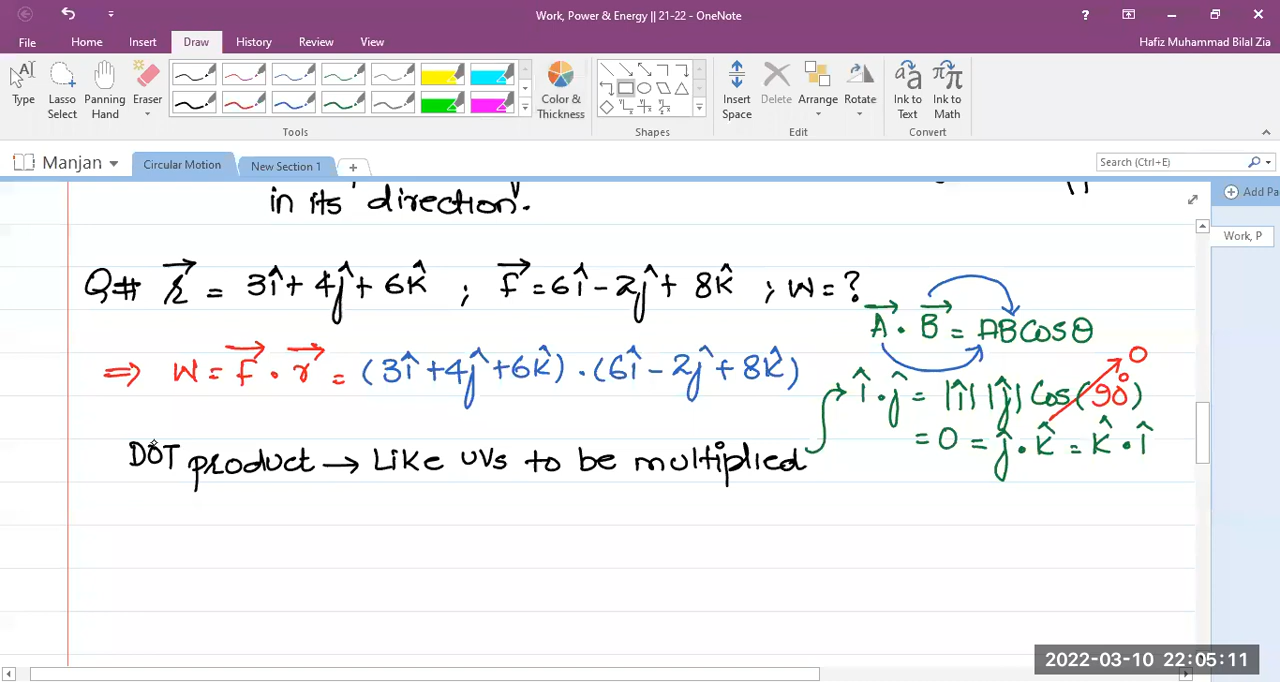 Work, Power & Energy || 21-22 - OneNote
File Home Insert Draw History Review View
Hafiz Muhammad Bilal Zia
Type Lasso Select Panning Hand Eraser
Color & Thickness
Insert Space Delete Arrange Rotate
Ink to Text Ink to Math
Tools Shapes Edit Convert
Manjan Circular Motion New Section 1
Search (Ctrl+E)
Add Pa
Work, P
in its direction.
Q# r⃗ = 3î + 4ĵ + 6k̂ ; f⃗ = 6î - 2ĵ + 8k̂ ; W = ?
A⃗ . B⃗ = AB Cos θ
⇒ W = f⃗ . r⃗ = (3î + 4ĵ + 6k̂) . (6î - 2ĵ + 8k̂)
î . ĵ = |î| |ĵ| Cos(90°) 0
= 0 = ĵ . k̂ = k̂ . î
DOT product → Like UVs to be multiplied
2022-03-10 22:05:11